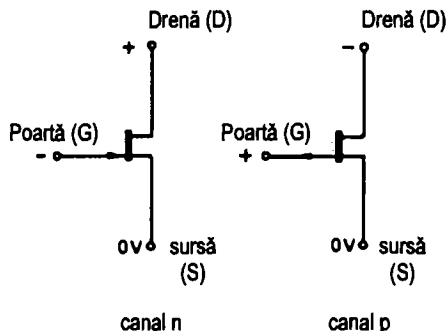 Drenă (D)
+
Poartă (G)
-
0V sursă
(S)
canal n
Drenă (D)
-
Poartă (G)
+
0V sursă
(S)
canal p